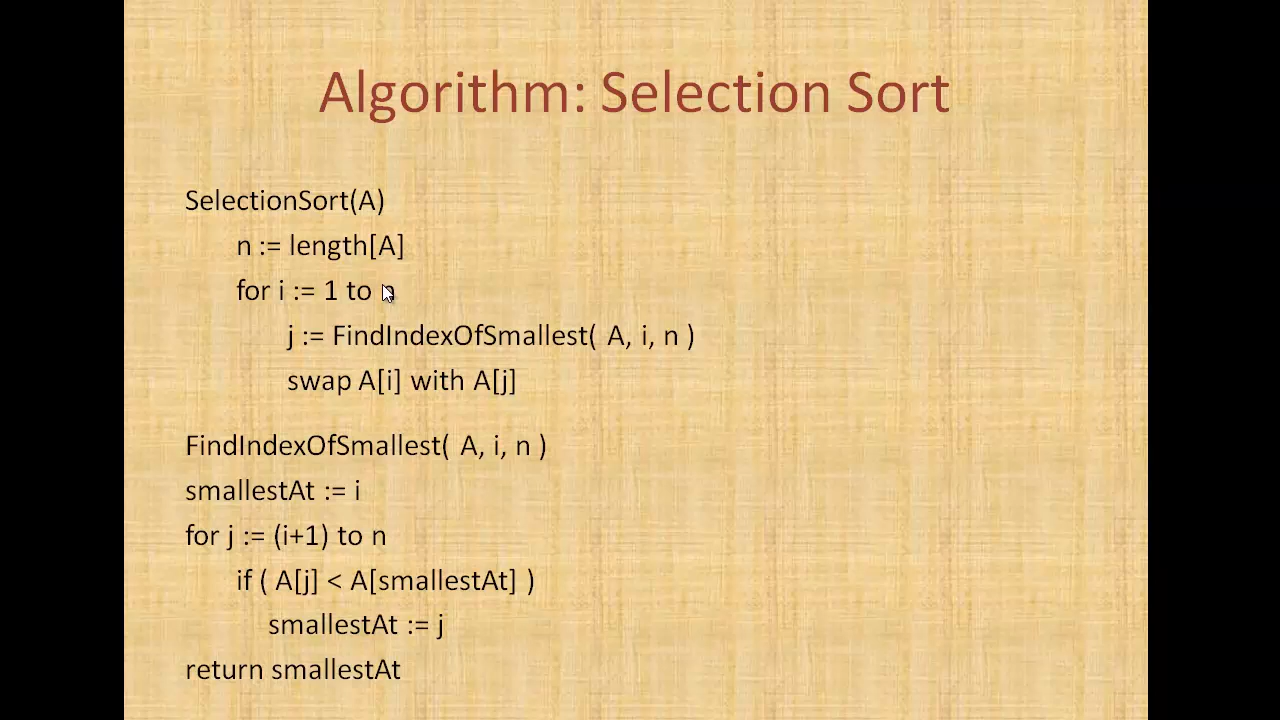 Algorithm: Selection Sort
SelectionSort(A)
n := length[A]
for i := 1 to n
j := FindIndexOfSmallest( A, i, n )
swap A[i] with A[j]
FindIndexOfSmallest( A, i, n )
smallestAt := i
for j := (i+1) to n
if ( A[j] < A[smallestAt] )
smallestAt := j
return smallestAt